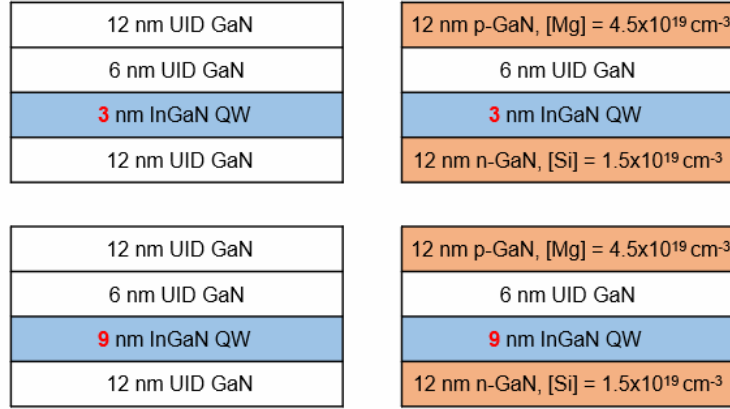 12 nm UID GaN
6 nm UID GaN
3 nm InGaN QW
12 nm UID GaN
12 nm p-GaN, [Mg] = 4.5x10¹⁹ cm⁻³
6 nm UID GaN
3 nm InGaN QW
12 nm n-GaN, [Si] = 1.5x10¹⁹ cm⁻³
12 nm UID GaN
6 nm UID GaN
9 nm InGaN QW
12 nm UID GaN
12 nm p-GaN, [Mg] = 4.5x10¹⁹ cm⁻³
6 nm UID GaN
9 nm InGaN QW
12 nm n-GaN, [Si] = 1.5x10¹⁹ cm⁻³